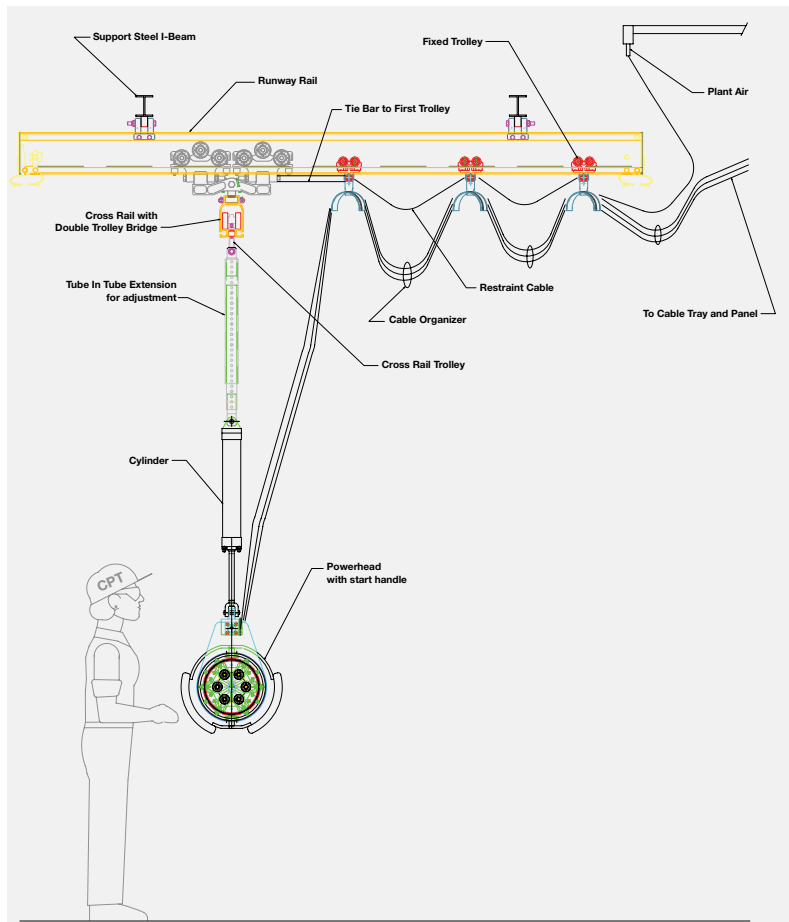 Support Steel I-Beam
Fixed Trolley
Runway Rail
Plant Air
Tie Bar to First Trolley
Cross Rail with
Double Trolley Bridge
Tube In Tube Extension
for adjustment
Restraint Cable
To Cable Tray and Panel
Cable Organizer
Cross Rail Trolley
Cylinder
Powerhead
with start handle
CPT